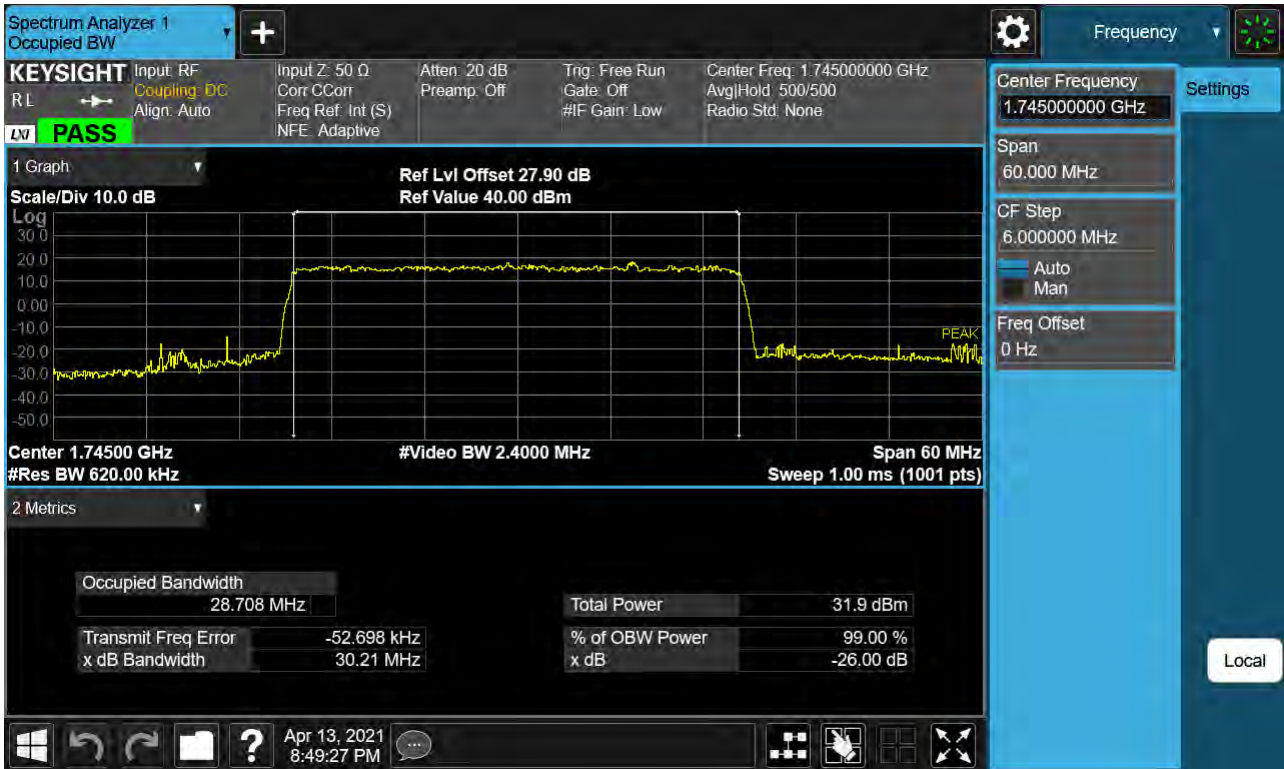 Spectrum Analyzer 1
Occupied BW
+
Frequency
KEYSIGHT
R L
LXI
PASS
Input: RF
Coupling: DC
Align: Auto
Input Z: 50 Ω
Corr CCorr
Freq Ref: Int (S)
NFE: Adaptive
Atten: 20 dB
Preamp: Off
Trig: Free Run
Gate: Off
#IF Gain: Low
Center Freq: 1.745000000 GHz
Avg|Hold: 500/500
Radio Std: None
Center Frequency
1.745000000 GHz
Settings
Span
60.000 MHz
CF Step
6.000000 MHz
Auto
Man
Freq Offset
0 Hz
Local
1 Graph
Scale/Div 10.0 dB
Ref Lvl Offset 27.90 dB
Ref Value 40.00 dBm
Log
30.0
20.0
10.0
0.00
-10.0
-20.0
-30.0
-40.0
-50.0
PEAK
Center 1.74500 GHz
#Video BW 2.4000 MHz
Span 60 MHz
#Res BW 620.00 kHz
Sweep 1.00 ms (1001 pts)
2 Metrics
Occupied Bandwidth
28.708 MHz
Total Power 31.9 dBm
Transmit Freq Error -52.698 kHz
% of OBW Power 99.00 %
x dB Bandwidth 30.21 MHz
x dB -26.00 dB
?
Apr 13, 2021
8:49:27 PM